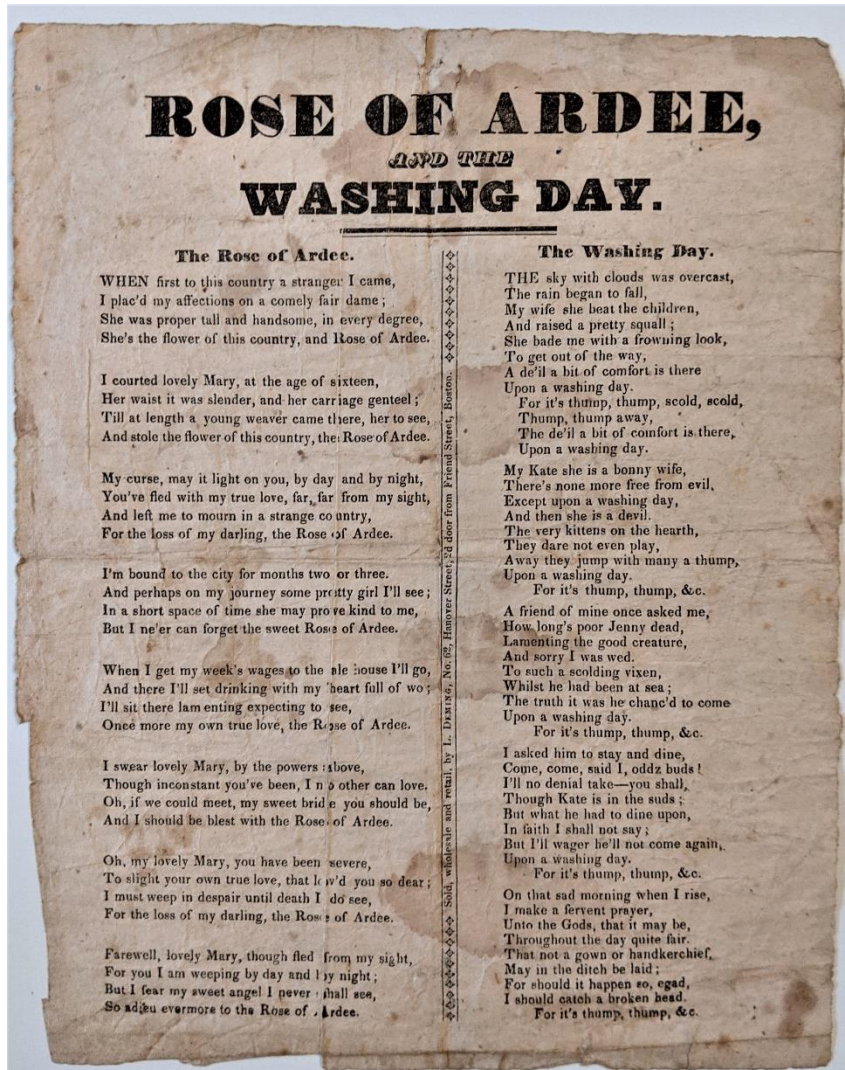 ROSE OF ARDEE,
AND THE
WASHING DAY.
The Rose of Ardee.
WHEN first to this country a stranger I came,
I plac'd my affections on a comely fair dame;
She was proper tall and handsome, in every degree,
She's the flower of this country, and Rose of Ardee.
I courted lovely Mary, at the age of sixteen,
Her waist it was slender, and her carriage genteel;
Till at length a young weaver came there, her to see,
And stole the flower of this country, the Rose of Ardee.
My curse, may it light on you, by day and by night,
You've fled with my true love, far, far from my sight,
And left me to mourn in a strange country,
For the loss of my darling, the Rose of Ardee.
I'm bound to the city for months two or three.
And perhaps on my journey some pretty girl I'll see;
In a short space of time she may prove kind to me,
But I ne'er can forget the sweet Rose of Ardee.
When I get my week's wages to the ale house I'll go,
And there I'll set drinking with my heart full of wo;
I'll sit there lamenting expecting to see,
Once more my own true love, the Rose of Ardee.
I swear lovely Mary, by the powers above,
Though inconstant you've been, I no other can love.
Oh, if we could meet, my sweet bride you should be,
And I should be blest with the Rose of Ardee.
Oh, my lovely Mary, you have been severe,
To slight your own true love, that lov'd you so dear;
I must weep in despair until death I do see,
For the loss of my darling, the Rose of Ardee.
Farewell, lovely Mary, though fled from my sight,
For you I am weeping by day and by night;
But I fear my sweet angel I never shall see,
So adieu evermore to the Rose of Ardee.
Sold, wholesale and retail, by L. DEMING, No. 62, Hanover Street, 2d door from Friend Street, Boston.
The Washing Day.
THE sky with clouds was overcast,
The rain began to fall,
My wife she beat the children,
And raised a pretty squall;
She bade me with a frowning look,
To get out of the way,
A de'il a bit of comfort is there
Upon a washing day.
For it's thump, thump, scold, scold,
Thump, thump away,
The de'il a bit of comfort is there,
Upon a washing day.
My Kate she is a bonny wife,
There's none more free from evil,
Except upon a washing day,
And then she is a devil.
The very kittens on the hearth,
They dare not even play,
Away they jump with many a thump,
Upon a washing day.
For it's thump, thump, &c.
A friend of mine once asked me,
How long's poor Jenny dead,
Lamenting the good creature,
And sorry I was wed.
To such a scolding vixen,
Whilst he had been at sea;
The truth it was he chanc'd to come
Upon a washing day.
For it's thump, thump, &c.
I asked him to stay and dine,
Come, come, said I, oddz buds!
I'll no denial take—you shall,
Though Kate is in the suds;
But what he had to dine upon,
In faith I shall not say;
But I'll wager he'll not come again,
Upon a washing day.
For it's thump, thump, &c.
On that sad morning when I rise,
I make a fervent prayer,
Unto the Gods, that it may be,
Throughout the day quite fair.
That not a gown or handkerchief,
May in the ditch be laid;
For should it happen so, egad,
I should catch a broken head.
For it's thump, thump, &c.